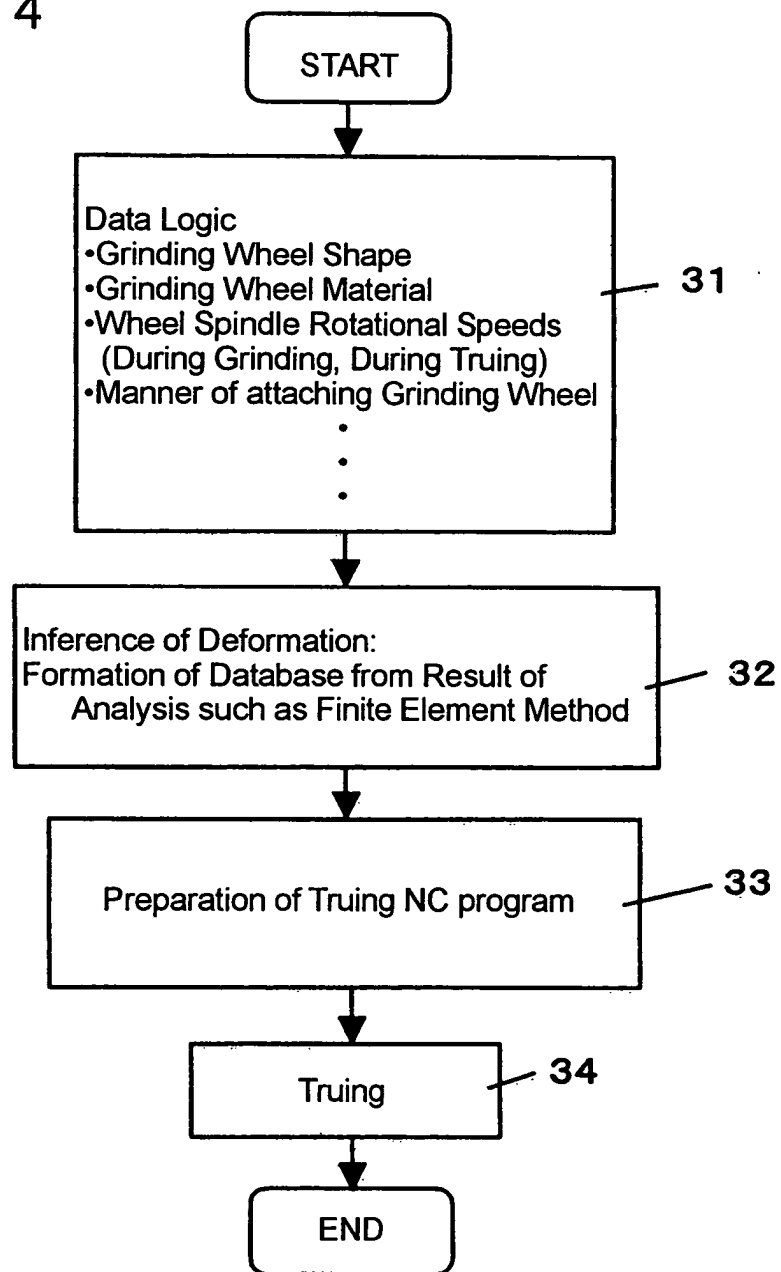 4
START
Data Logic
•Grinding Wheel Shape
•Grinding Wheel Material
•Wheel Spindle Rotational Speeds
(During Grinding, During Truing)
•Manner of attaching Grinding Wheel
•
•
•
31
Inference of Deformation:
Formation of Database from Result of
Analysis such as Finite Element Method
32
Preparation of Truing NC program
33
Truing
34
END